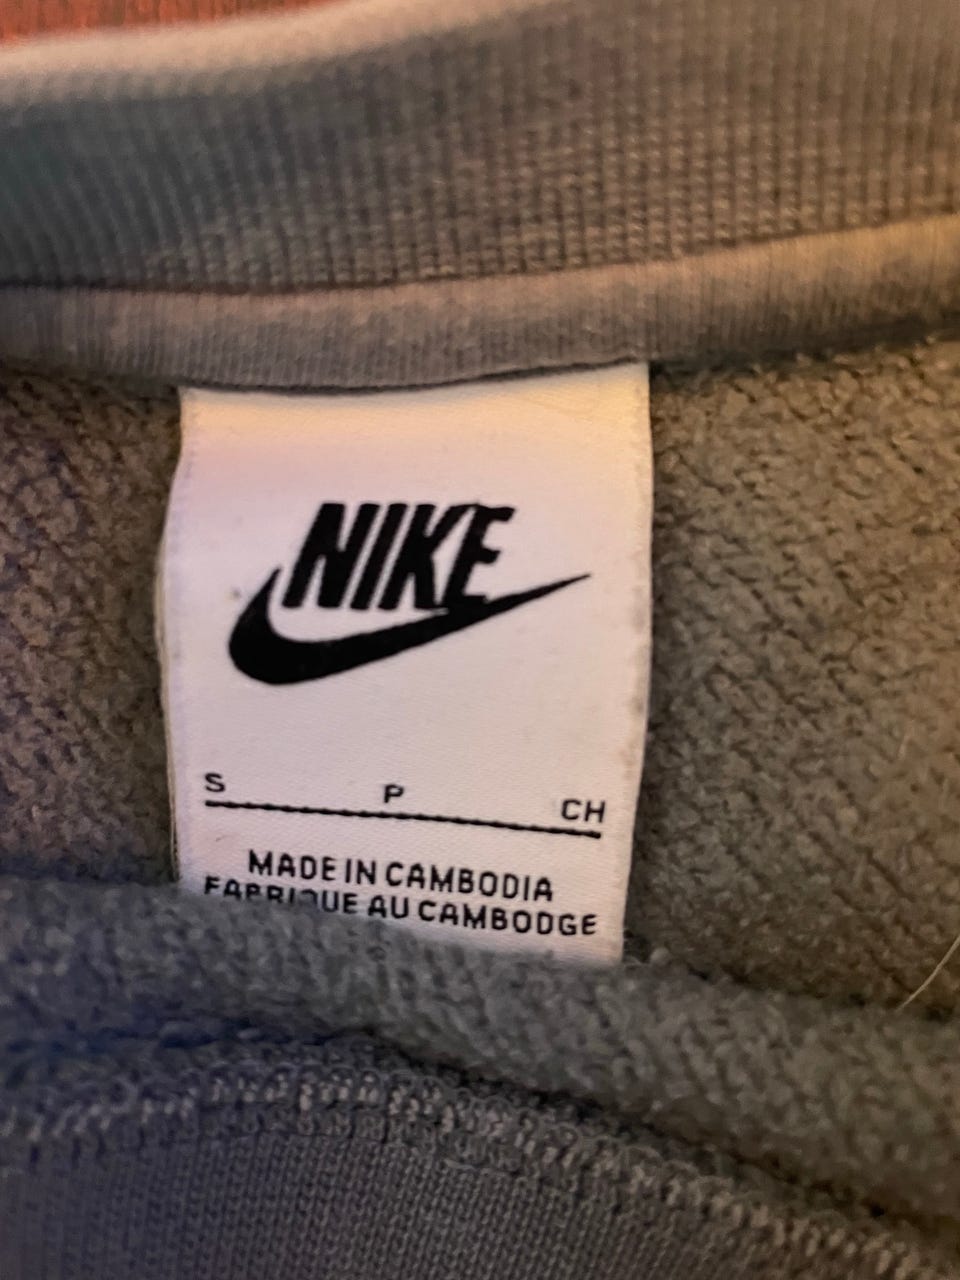 NIKE
S P CH
MADE IN CAMBODIA
FABRIQUE AU CAMBODGE